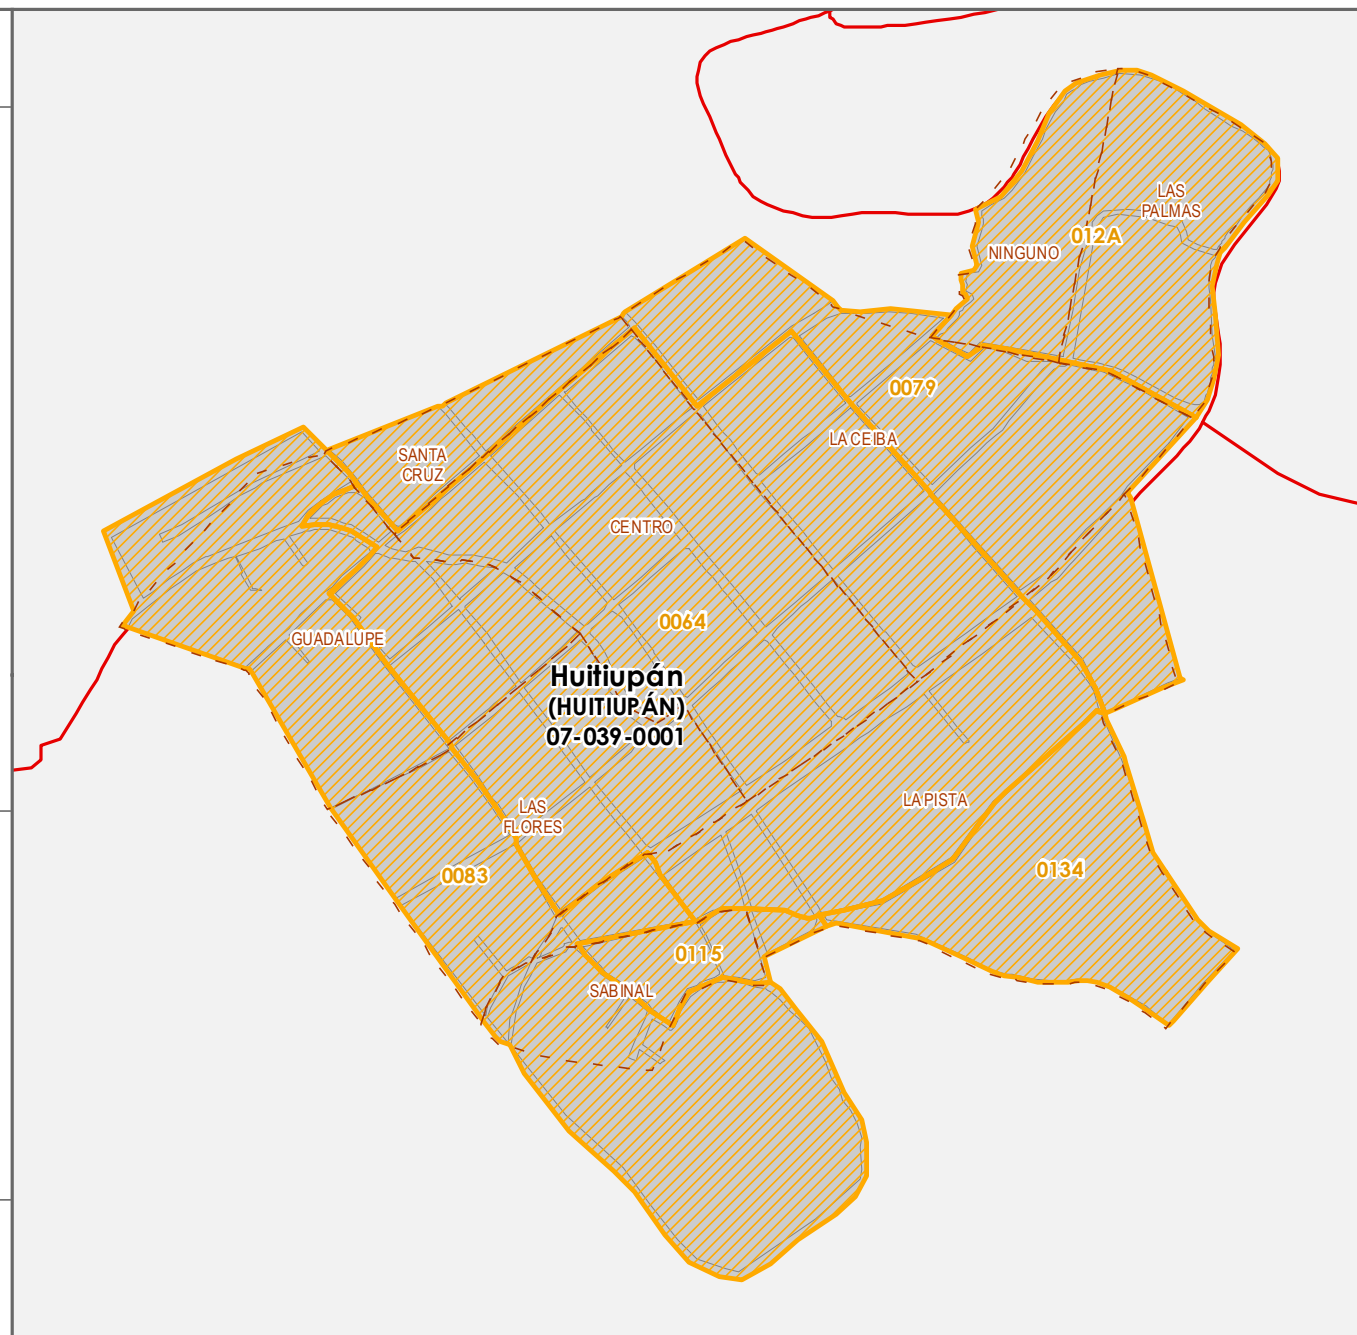 LAS
PALMAS
012A
NINGUNO
0079
LA CEIBA
SANTA
CRUZ
CENTRO
0064
GUADALUPE
Huitiupán
(HUITIUPÁN)
07-039-0001
LAS
FLORES
LA PISTA
0083
0134
0115
SABINAL